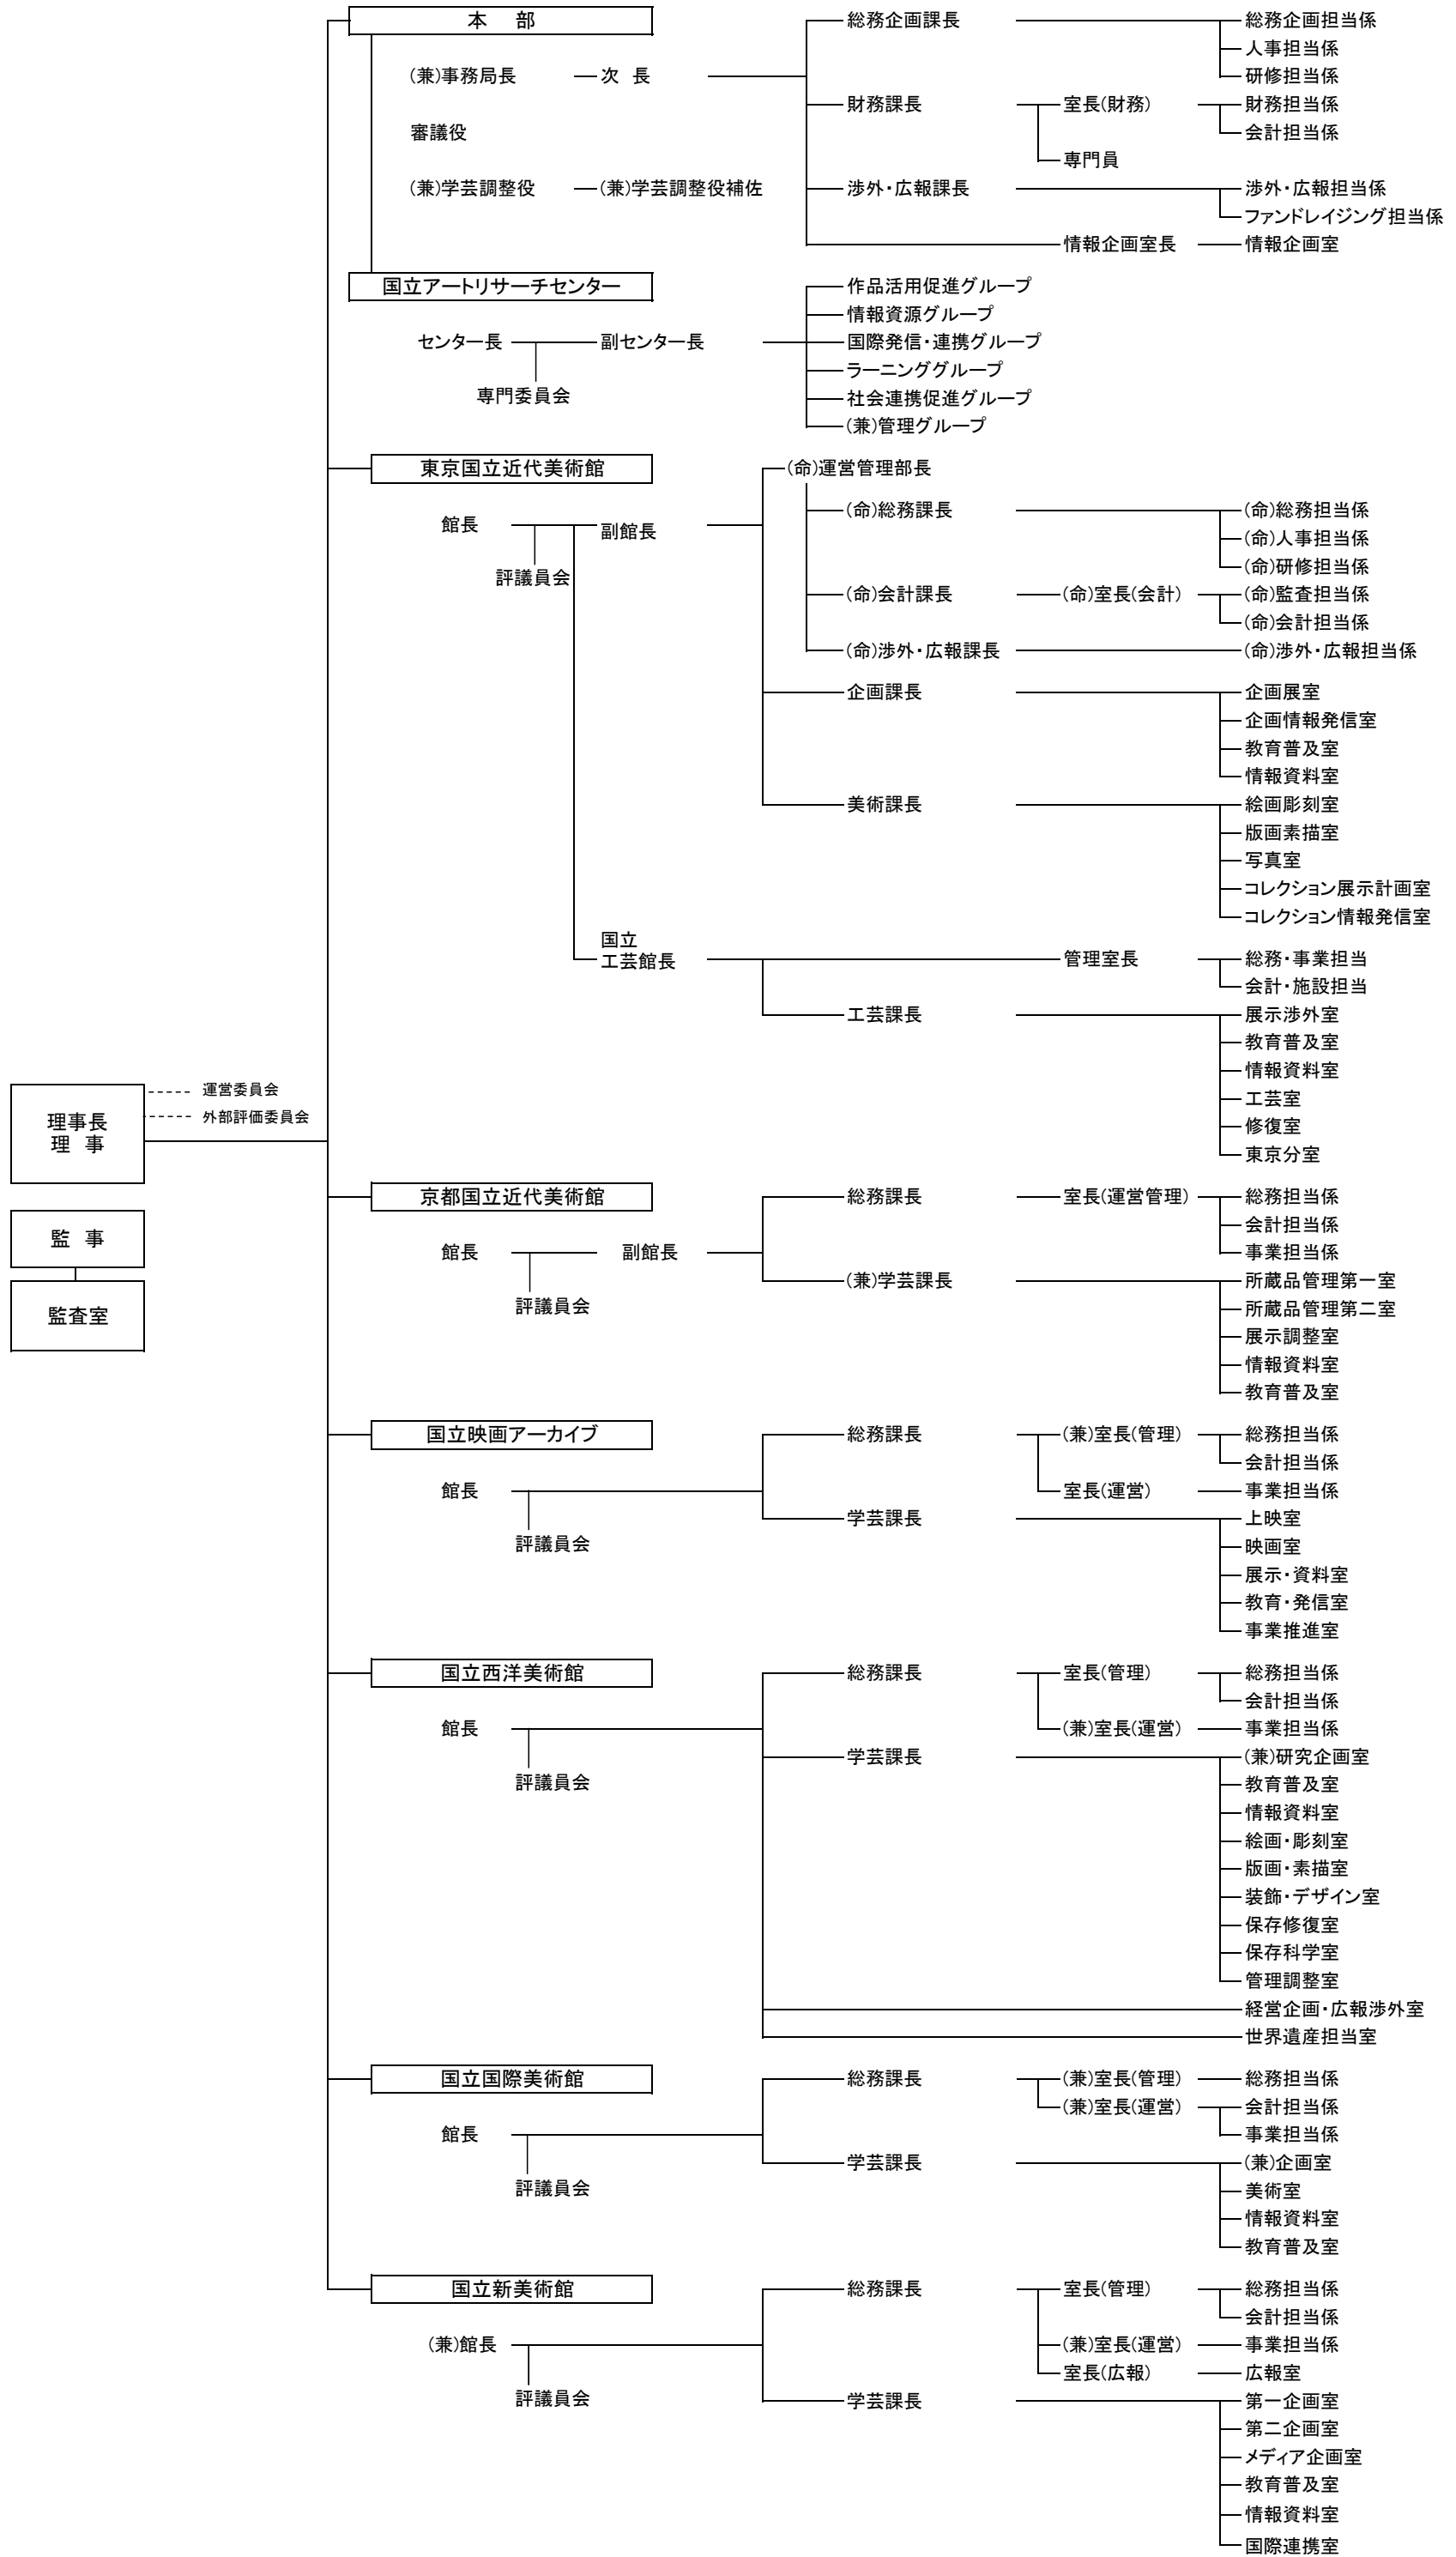 本 部
総務企画課長
総務企画担当係
人事担当係
(兼)事務局長
次 長
研修担当係
財務課長
室長(財務)
財務担当係
審議役
会計担当係
専門員
(兼)学芸調整役
(兼)学芸調整役補佐
渉外・広報課長
渉外・広報担当係
ファンドレイジング担当係
情報企画室長
情報企画室
国立アートリサーチセンター
作品活用促進グループ
情報資源グループ
センター長
副センター長
国際発信・連携グループ
ラーニンググループ
専門委員会
社会連携促進グループ
(兼)管理グループ
東京国立近代美術館
(命)運営管理部長
(命)総務課長
(命)総務担当係
館長
副館長
(命)人事担当係
評議員会
(命)研修担当係
(命)会計課長
(命)室長(会計)
(命)監査担当係
(命)会計担当係
(命)渉外・広報課長
(命)渉外・広報担当係
企画課長
企画展室
企画情報発信室
教育普及室
情報資料室
美術課長
絵画彫刻室
版画素描室
写真室
コレクション展示計画室
コレクション情報発信室
国立
工芸館長
管理室長
総務・事業担当
会計・施設担当
工芸課長
展示渉外室
教育普及室
情報資料室
工芸室
修復室
東京分室
運営委員会
外部評価委員会
理事長
理 事
監 事
監査室
京都国立近代美術館
総務課長
室長(運営管理)
総務担当係
会計担当係
館長
副館長
事業担当係
(兼)学芸課長
所蔵品管理第一室
評議員会
所蔵品管理第二室
展示調整室
情報資料室
教育普及室
国立映画アーカイブ
総務課長
(兼)室長(管理)
総務担当係
会計担当係
館長
室長(運営)
事業担当係
学芸課長
上映室
評議員会
映画室
展示・資料室
教育・発信室
事業推進室
国立西洋美術館
総務課長
室長(管理)
総務担当係
会計担当係
館長
(兼)室長(運営)
事業担当係
学芸課長
(兼)研究企画室
評議員会
教育普及室
情報資料室
絵画・彫刻室
版画・素描室
装飾・デザイン室
保存修復室
保存科学室
管理調整室
経営企画・広報渉外室
世界遺産担当室
国立国際美術館
総務課長
(兼)室長(管理)
総務担当係
(兼)室長(運営)
会計担当係
館長
事業担当係
学芸課長
(兼)企画室
評議員会
美術室
情報資料室
教育普及室
国立新美術館
総務課長
室長(管理)
総務担当係
会計担当係
(兼)館長
(兼)室長(運営)
事業担当係
室長(広報)
広報室
評議員会
学芸課長
第一企画室
第二企画室
メディア企画室
教育普及室
情報資料室
国際連携室